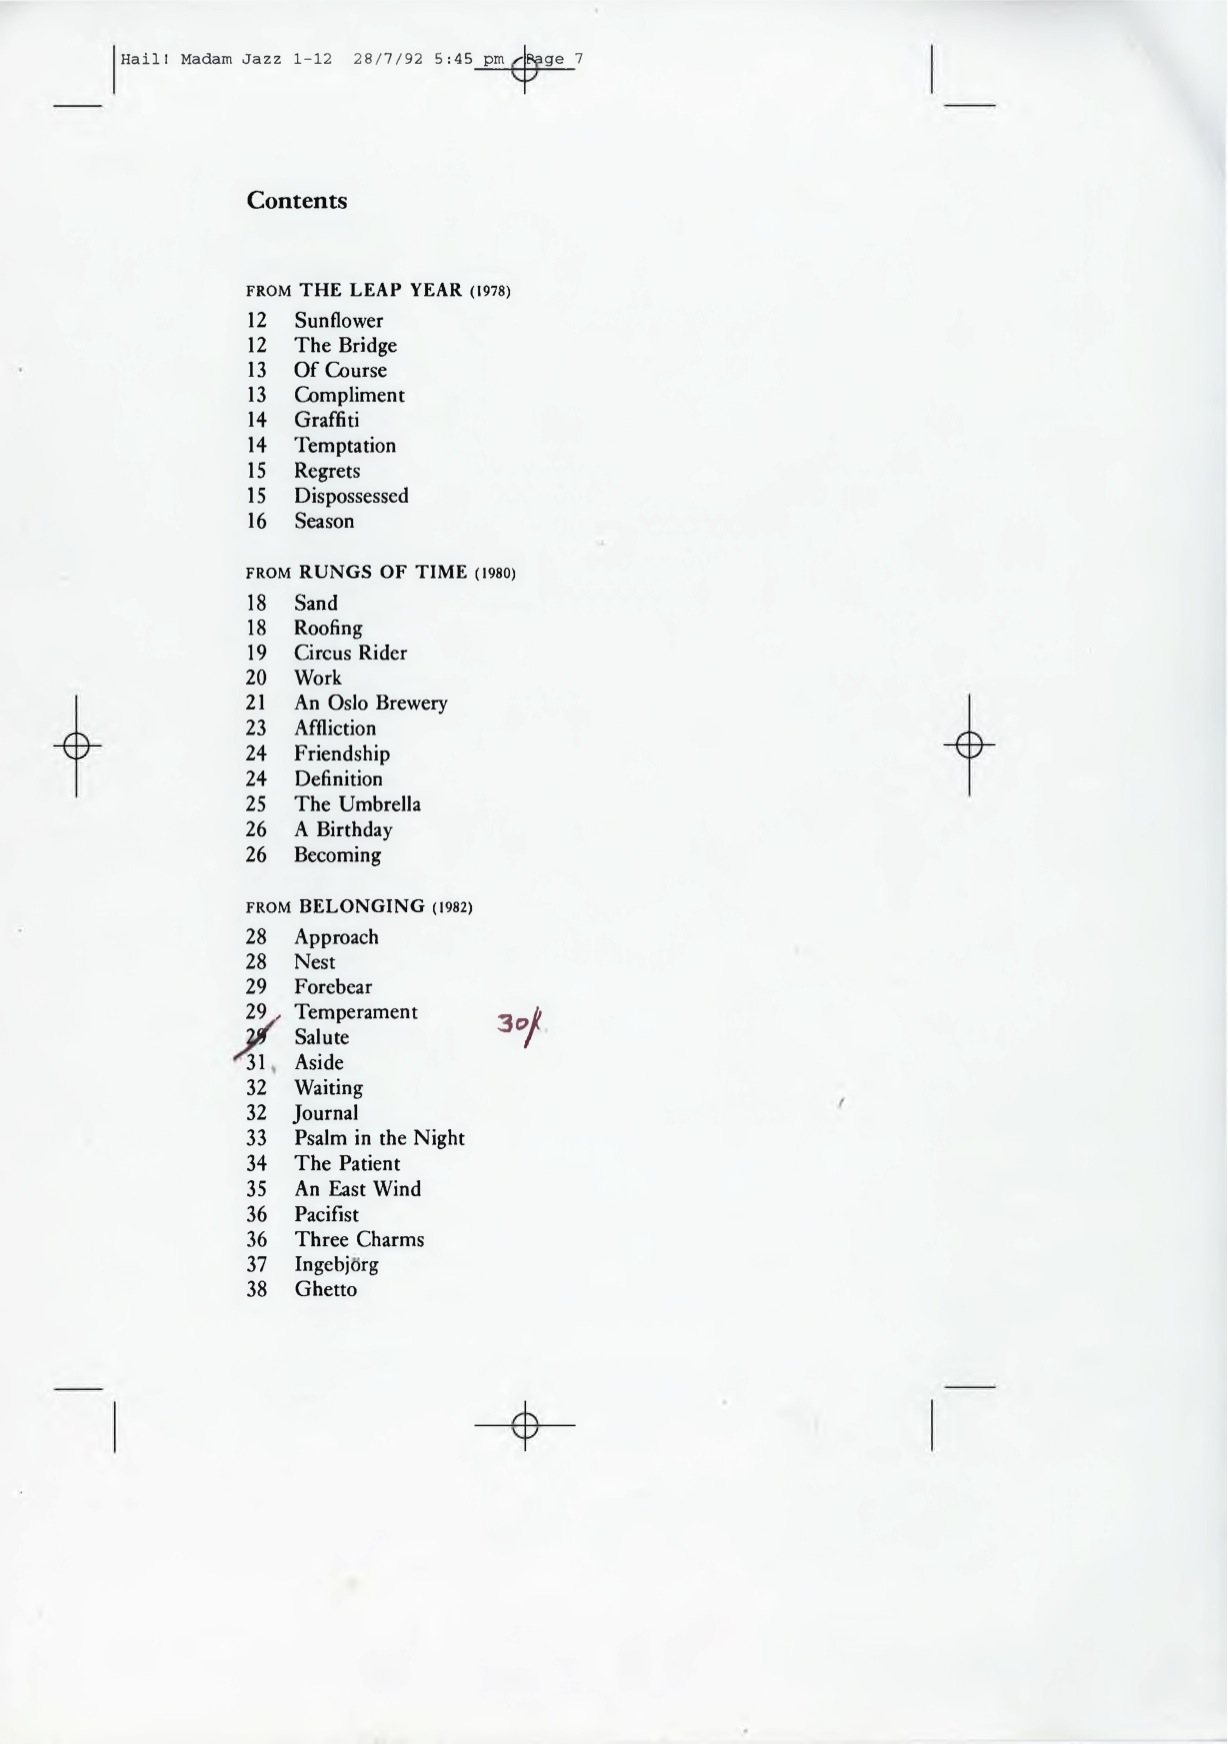 Hail! Madam Jazz 1-12 28/7/92 5:45 pm Page 7
Contents
FROM THE LEAP YEAR (1978)
12 Sunflower
12 The Bridge
13 Of Course
13 Compliment
14 Graffiti
14 Temptation
15 Regrets
15 Dispossessed
16 Season
FROM RUNGS OF TIME (1980)
18 Sand
18 Roofing
19 Circus Rider
20 Work
21 An Oslo Brewery
23 Affliction
24 Friendship
24 Definition
25 The Umbrella
26 A Birthday
26 Becoming
FROM BELONGING (1982)
28 Approach
28 Nest
29 Forebear
29 Temperament
29 Salute 30/
31 Aside
32 Waiting
32 Journal
33 Psalm in the Night
34 The Patient
35 An East Wind
36 Pacifist
36 Three Charms
37 Ingebjörg
38 Ghetto